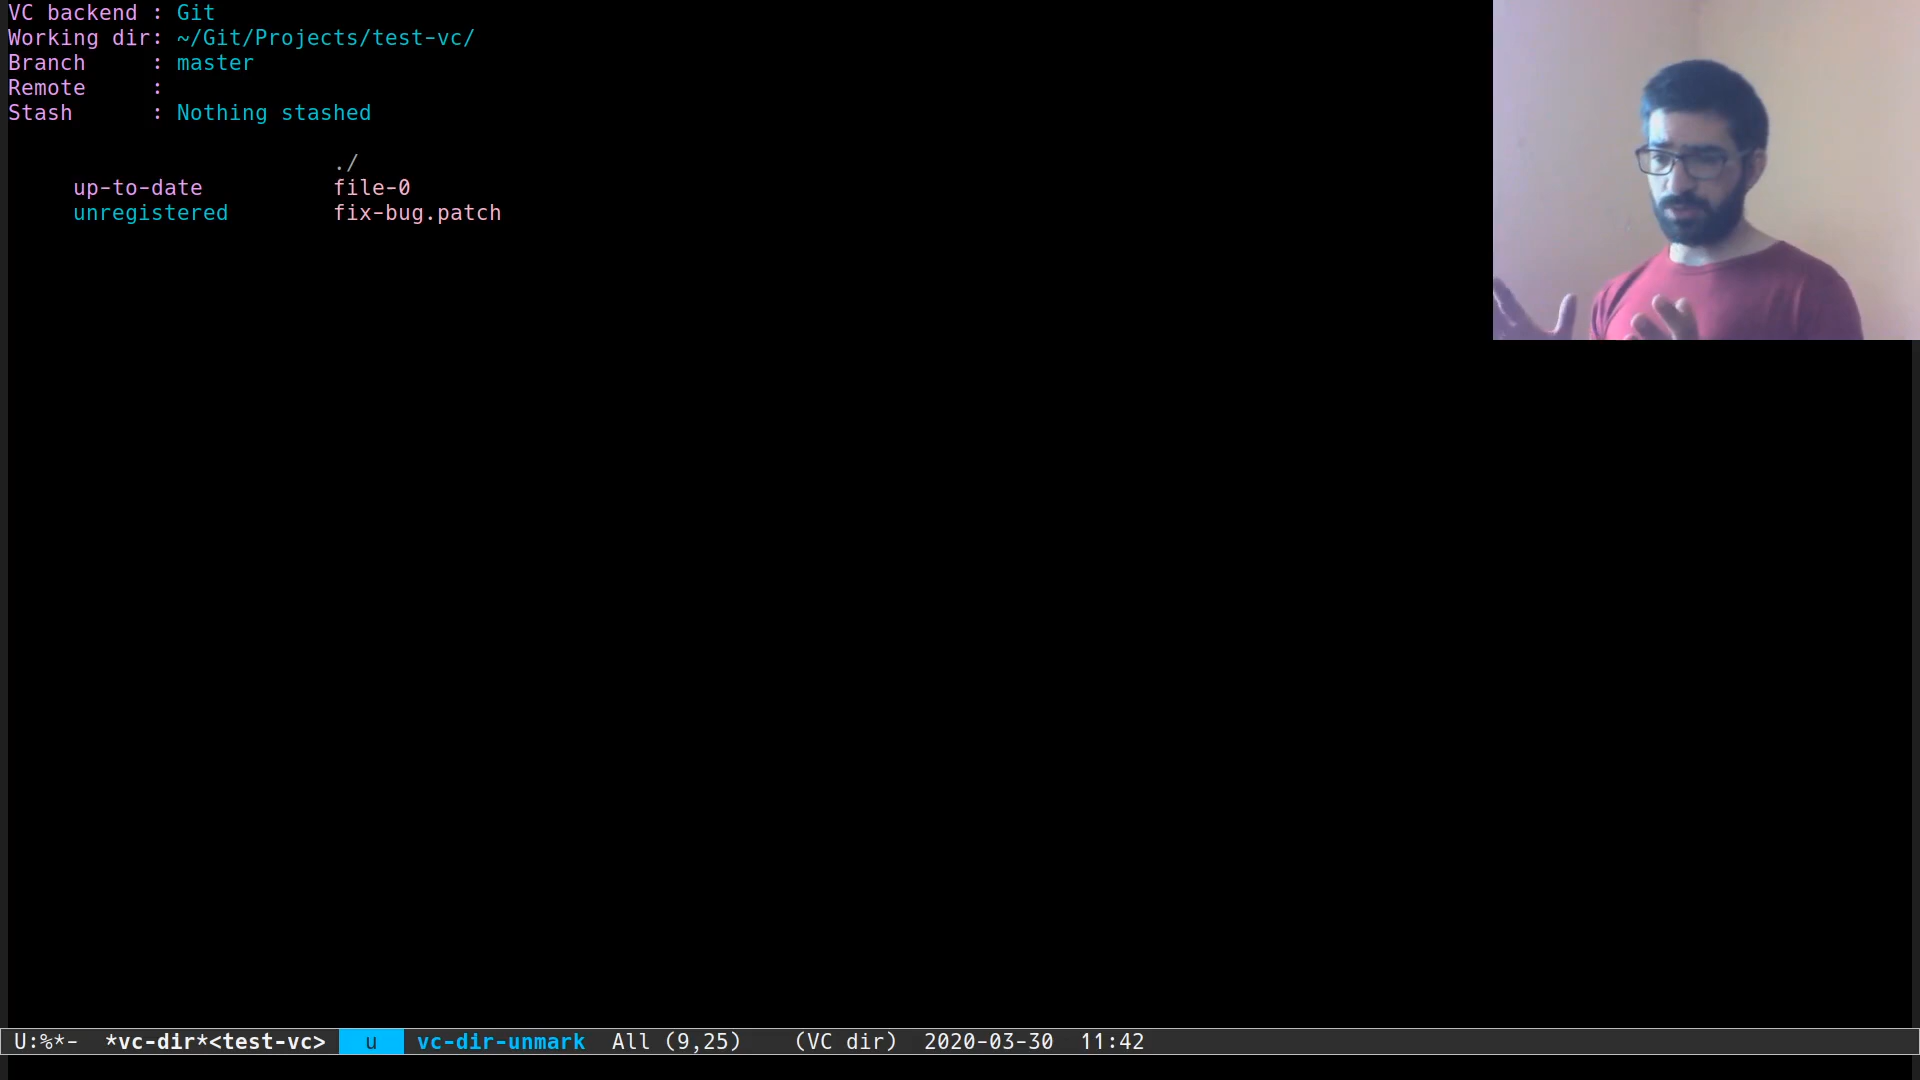 VC backend : Git
Working dir: ~/Git/Projects/test-vc/
Branch     : master
Remote     :
Stash      : Nothing stashed
./
up-to-date          file-0
unregistered        fix-bug.patch
U:%*-  *vc-dir*<test-vc>   u   vc-dir-unmark  All (9,25)    (VC dir)  2020-03-30  11:42